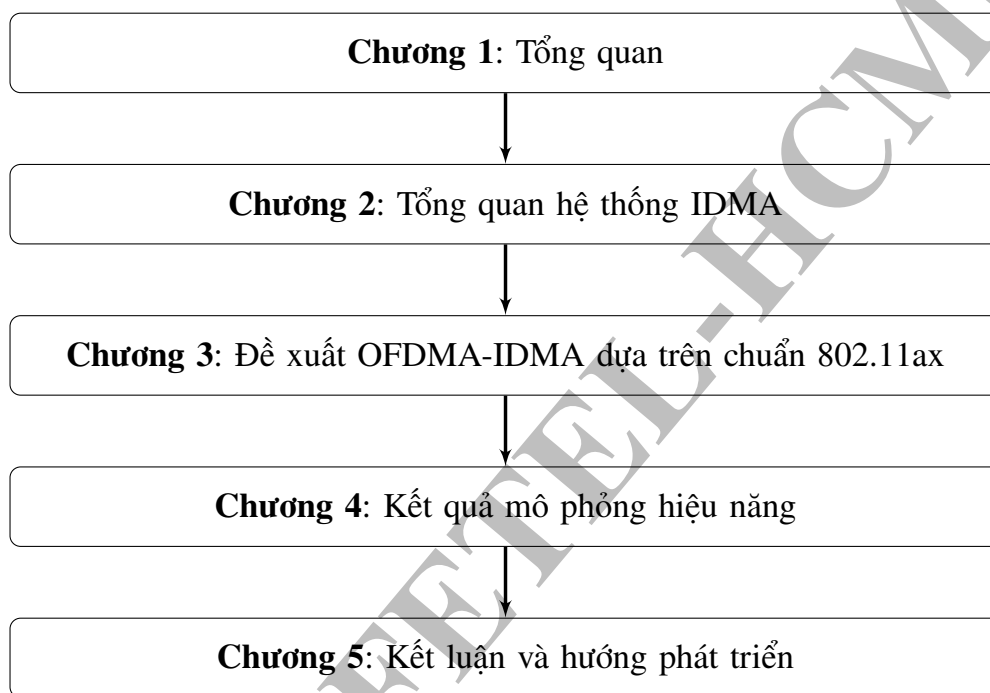 Chương 1: Tổng quan
Chương 2: Tổng quan hệ thống IDMA
Chương 3: Đề xuất OFDMA-IDMA dựa trên chuẩn 802.11ax
Chương 4: Kết quả mô phỏng hiệu năng
Chương 5: Kết luận và hướng phát triển
FETEL-HCM